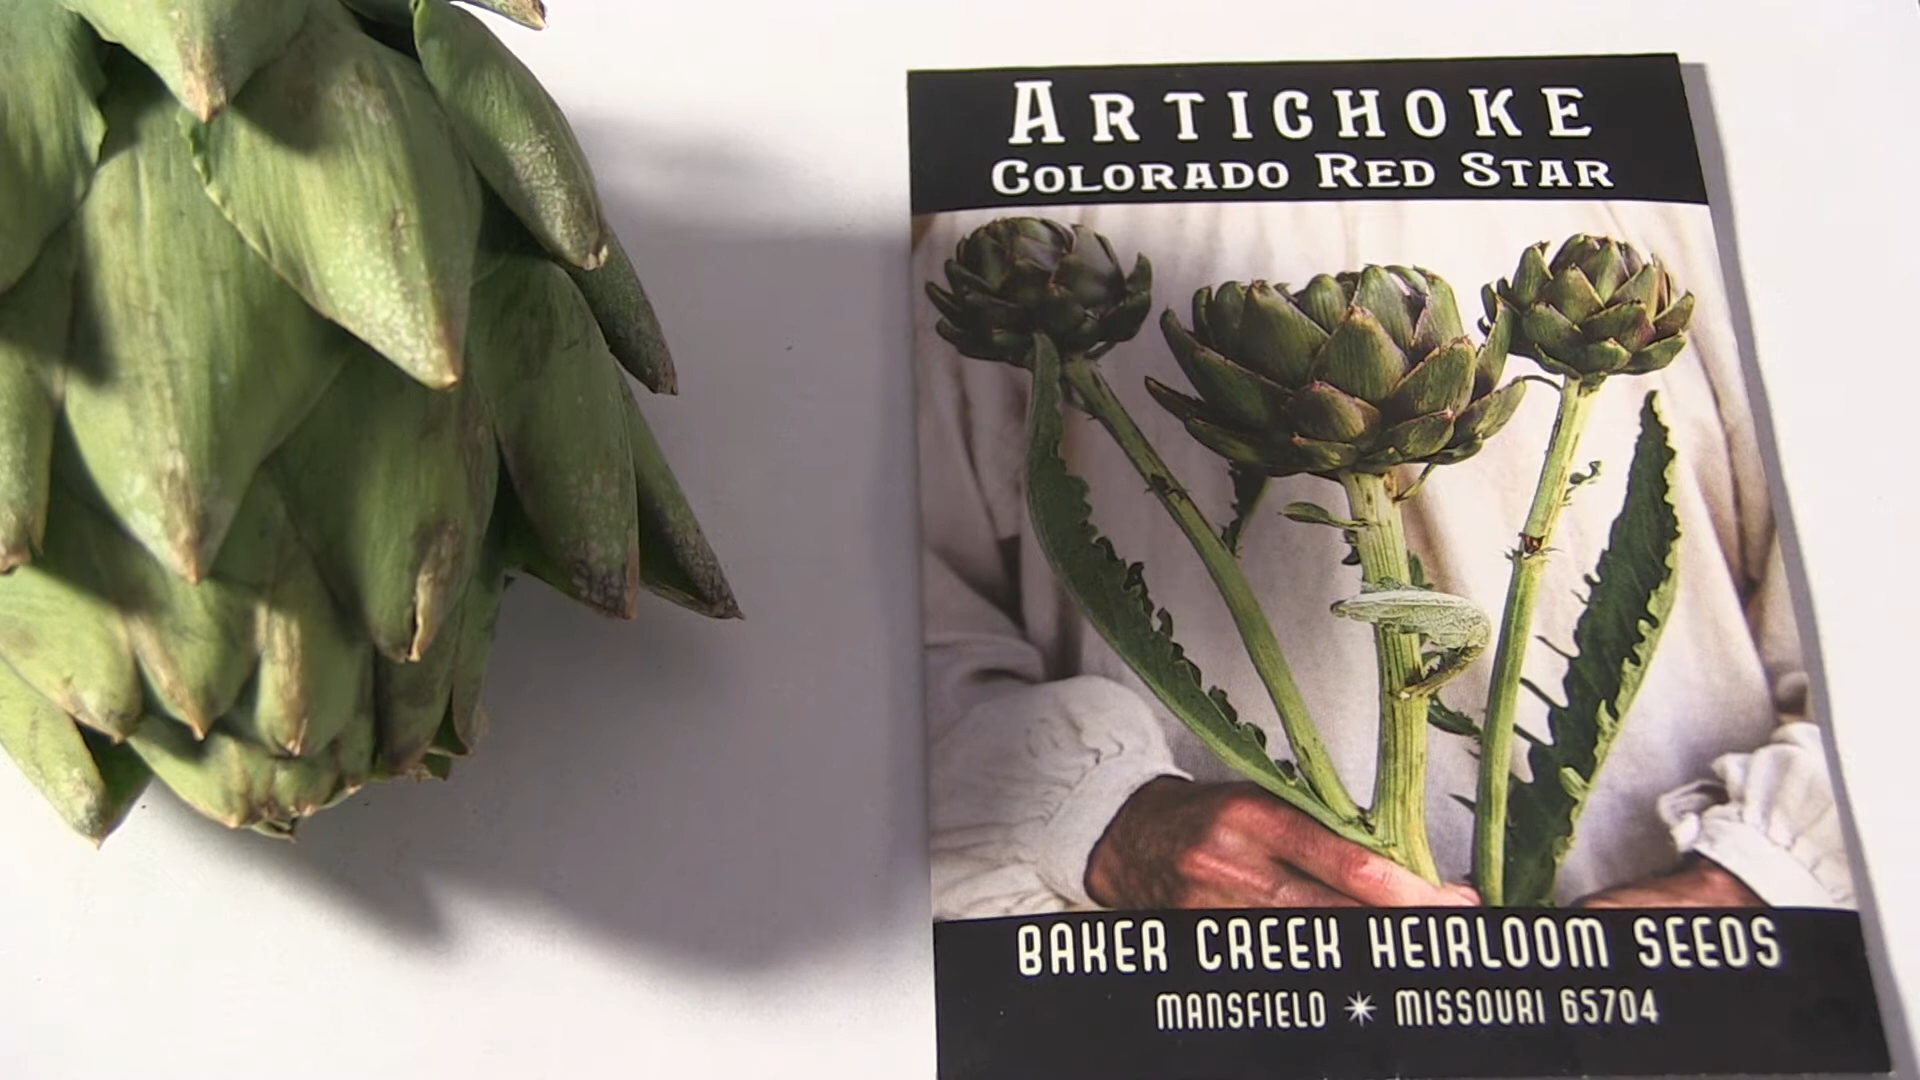 ARTICHOKE
COLORADO RED STAR
BAKER CREEK HEIRLOOM SEEDS
MANSFIELD ✴ MISSOURI 65704